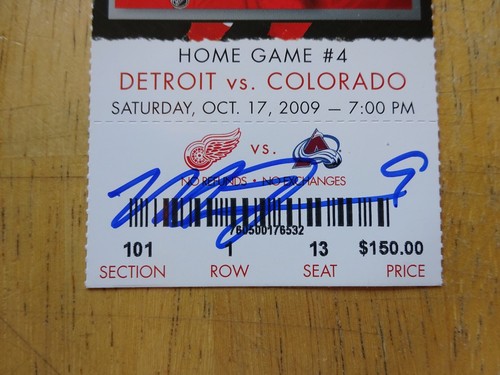 HOME GAME #4
DETROIT vs. COLORADO
SATURDAY, OCT. 17, 2009 — 7:00 PM
vs.
NO REFUNDS • NO EXCHANGES
760500176532
101 1 13 $150.00
SECTION ROW SEAT PRICE